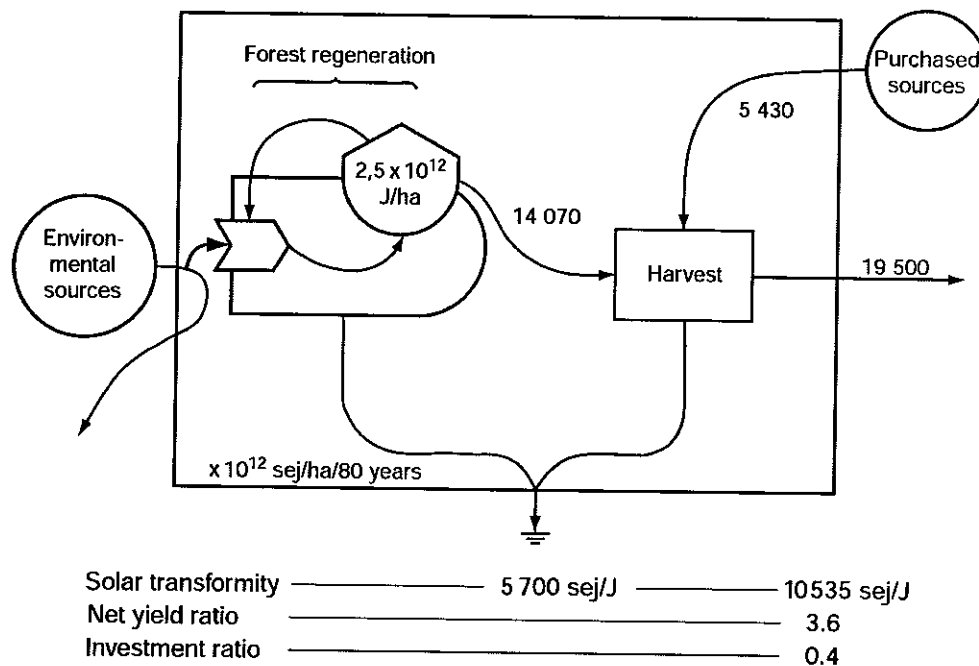 Forest regeneration
Purchased
sources
5 430
2,5 x 10¹²
J/ha
14 070
Environ-
mental
sources
Harvest
19 500
x 10¹² sej/ha/80 years
Solar transformity 5 700 sej/J 10 535 sej/J
Net yield ratio 3.6
Investment ratio 0.4